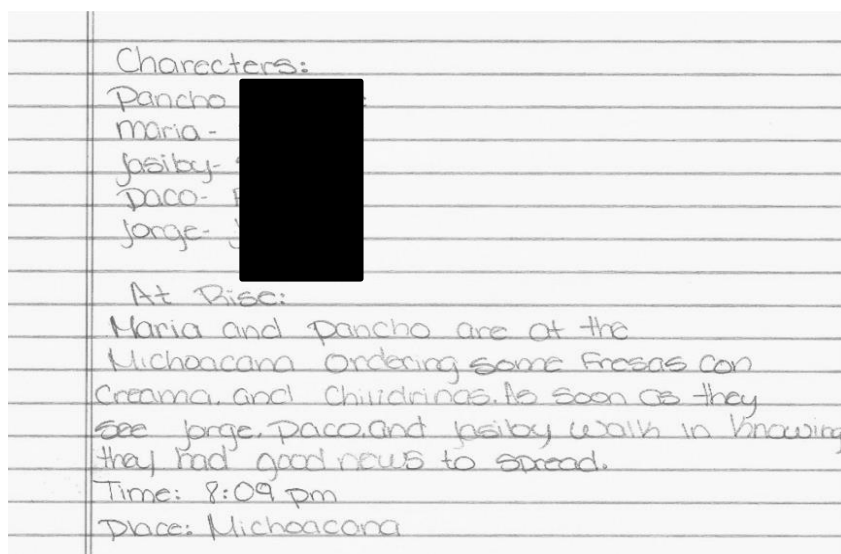 Charecters:
Pancho
maria-
Jasiby-
Paco-
Jorge-
At Rise:
Maria and Pancho are at the
Michoacana ordering some Fresas con
Creama. and Chilidrinas. As soon as they
see Jorge. Paco. and Jasiby walk in knowing
they had good news to spread.
Time: 8:09 pm
Place: Michoacana